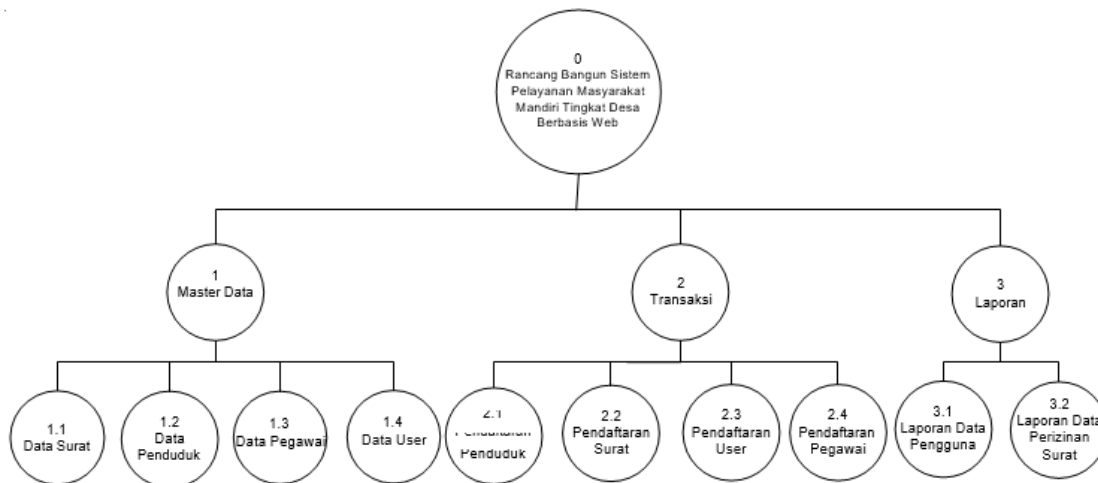 0
Rancang Bangun Sistem
Pelayanan Masyarakat
Mandiri Tingkat Desa
Berbasis Web
1
Master Data
2
Transaksi
3
Laporan
1.1
Data Surat
1.2
Data
Penduduk
1.3
Data Pegawai
1.4
Data User
2.1
Pendaftaran
Penduduk
2.2
Pendaftaran
Surat
2.3
Pendaftaran
User
2.4
Pendaftaran
Pegawai
3.1
Laporan Data
Pengguna
3.2
Laporan Data
Perizinan
Surat